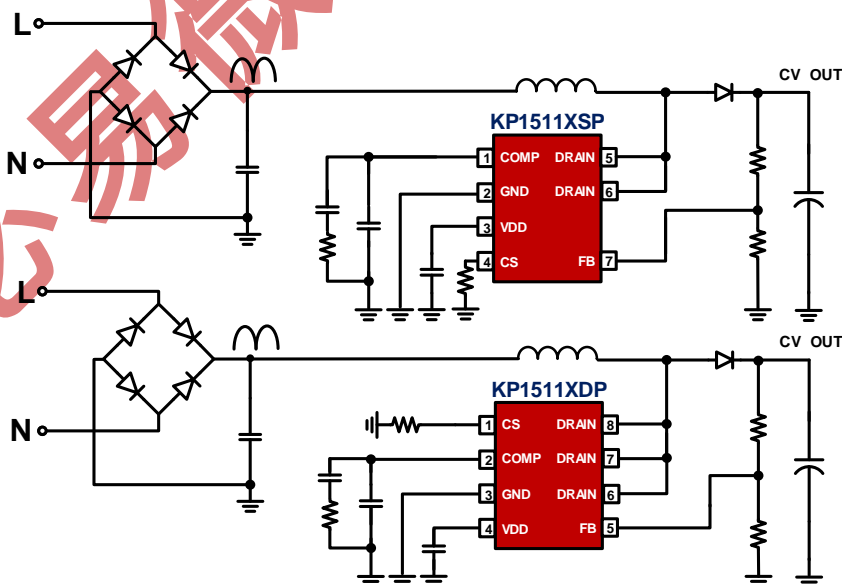 L
N
CV OUT
KP1511XSP
1 COMP DRAIN 5
2 GND DRAIN 6
3 VDD
4 CS FB 7
L
N
CV OUT
KP1511XDP
1 CS DRAIN 8
2 COMP DRAIN 7
3 GND DRAIN 6
4 VDD FB 5
易